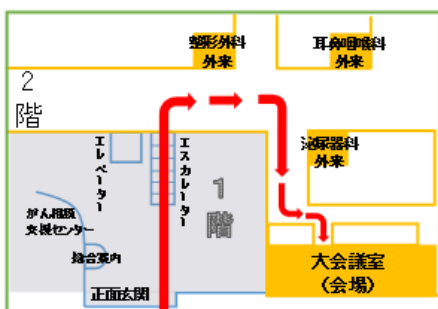 整形外科
外来
耳鼻咽喉科
外来
2
階
泌尿器科
外来
エレベーター
エスカレーター
1
階
がん相談
支援センター
総合案内
正面玄関
大会議室
(会場)